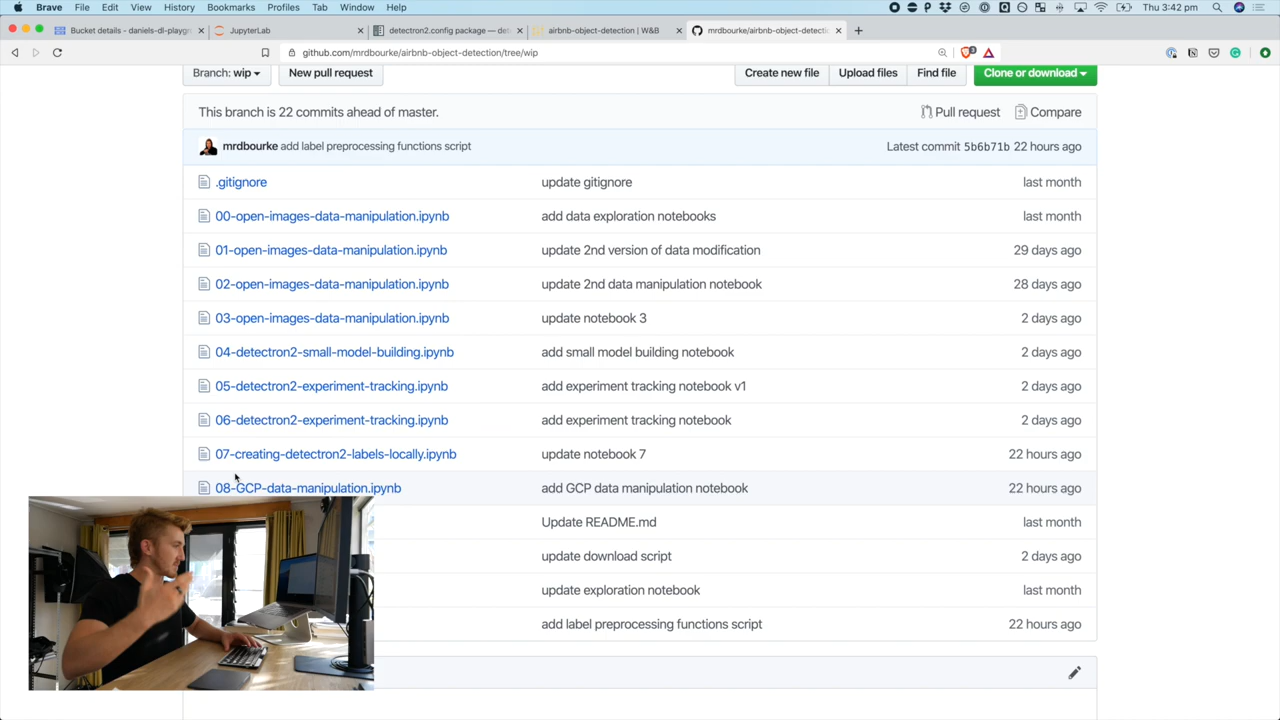 Brave File Edit View History Bookmarks Profiles Tab Window Help Thu 3:42 pm
Bucket details - daniels-dl-playgr JupyterLab detectron2.config package — det airbnb-object-detection | W&B mrdbourke/airbnb-object-detecti
github.com/mrdbourke/airbnb-object-detection/tree/wip
Branch: wip New pull request Create new file Upload files Find file Clone or download
This branch is 22 commits ahead of master. Pull request Compare
mrdbourke add label preprocessing functions script Latest commit 5b6b71b 22 hours ago
.gitignore update gitignore last month
00-open-images-data-manipulation.ipynb add data exploration notebooks last month
01-open-images-data-manipulation.ipynb update 2nd version of data modification 29 days ago
02-open-images-data-manipulation.ipynb update 2nd data manipulation notebook 28 days ago
03-open-images-data-manipulation.ipynb update notebook 3 2 days ago
04-detectron2-small-model-building.ipynb add small model building notebook 2 days ago
05-detectron2-experiment-tracking.ipynb add experiment tracking notebook v1 2 days ago
06-detectron2-experiment-tracking.ipynb add experiment tracking notebook 2 days ago
07-creating-detectron2-labels-locally.ipynb update notebook 7 22 hours ago
08-GCP-data-manipulation.ipynb add GCP data manipulation notebook 22 hours ago
Update README.md last month
update download script 2 days ago
update exploration notebook last month
add label preprocessing functions script 22 hours ago